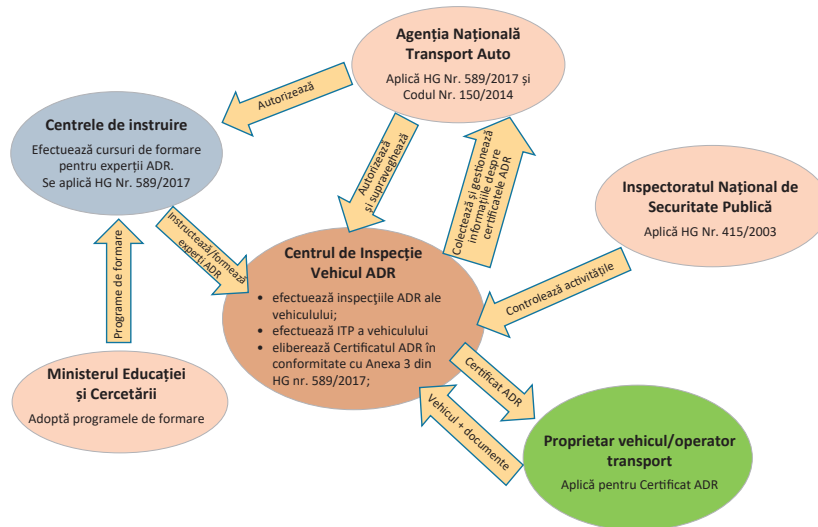 Agenția Națională
Transport Auto
Aplică HG Nr. 589/2017 și
Codul Nr. 150/2014
Autorizează
Centrele de instruire
Efectuează cursuri de formare
pentru experții ADR.
Se aplică HG Nr. 589/2017
Autorizează
și supraveghează
Colectează și gestionează
informațiile despre
certificatele ADR
Inspectoratul Național de
Securitate Publică
Aplică HG Nr. 415/2003
Instructează/formează
experti ADR
Programe de formare
Centrul de Inspecție
Vehicul ADR
• efectuează inspecţiile ADR ale
vehiculului;
• efectuează ITP a vehiculului
• eliberează Certificatul ADR în
conformitate cu Anexa 3 din
HG nr. 589/2017;
Controlează activitățile
Ministerul Educației
și Cercetării
Adoptă programele de formare
Certificat ADR
Vehicul + documente
Proprietar vehicul/operator
transport
Aplică pentru Certificat ADR